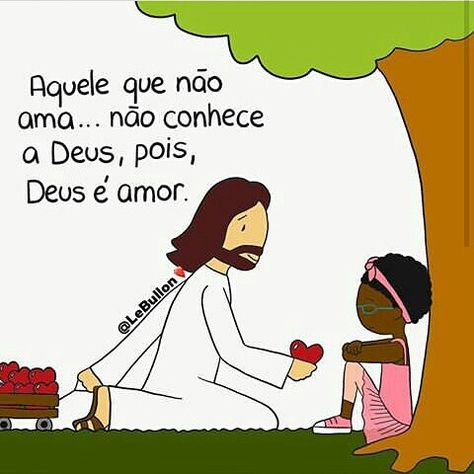 Aquele que não
ama... não conhece
a Deus, pois,
Deus é amor.
@LeBullon